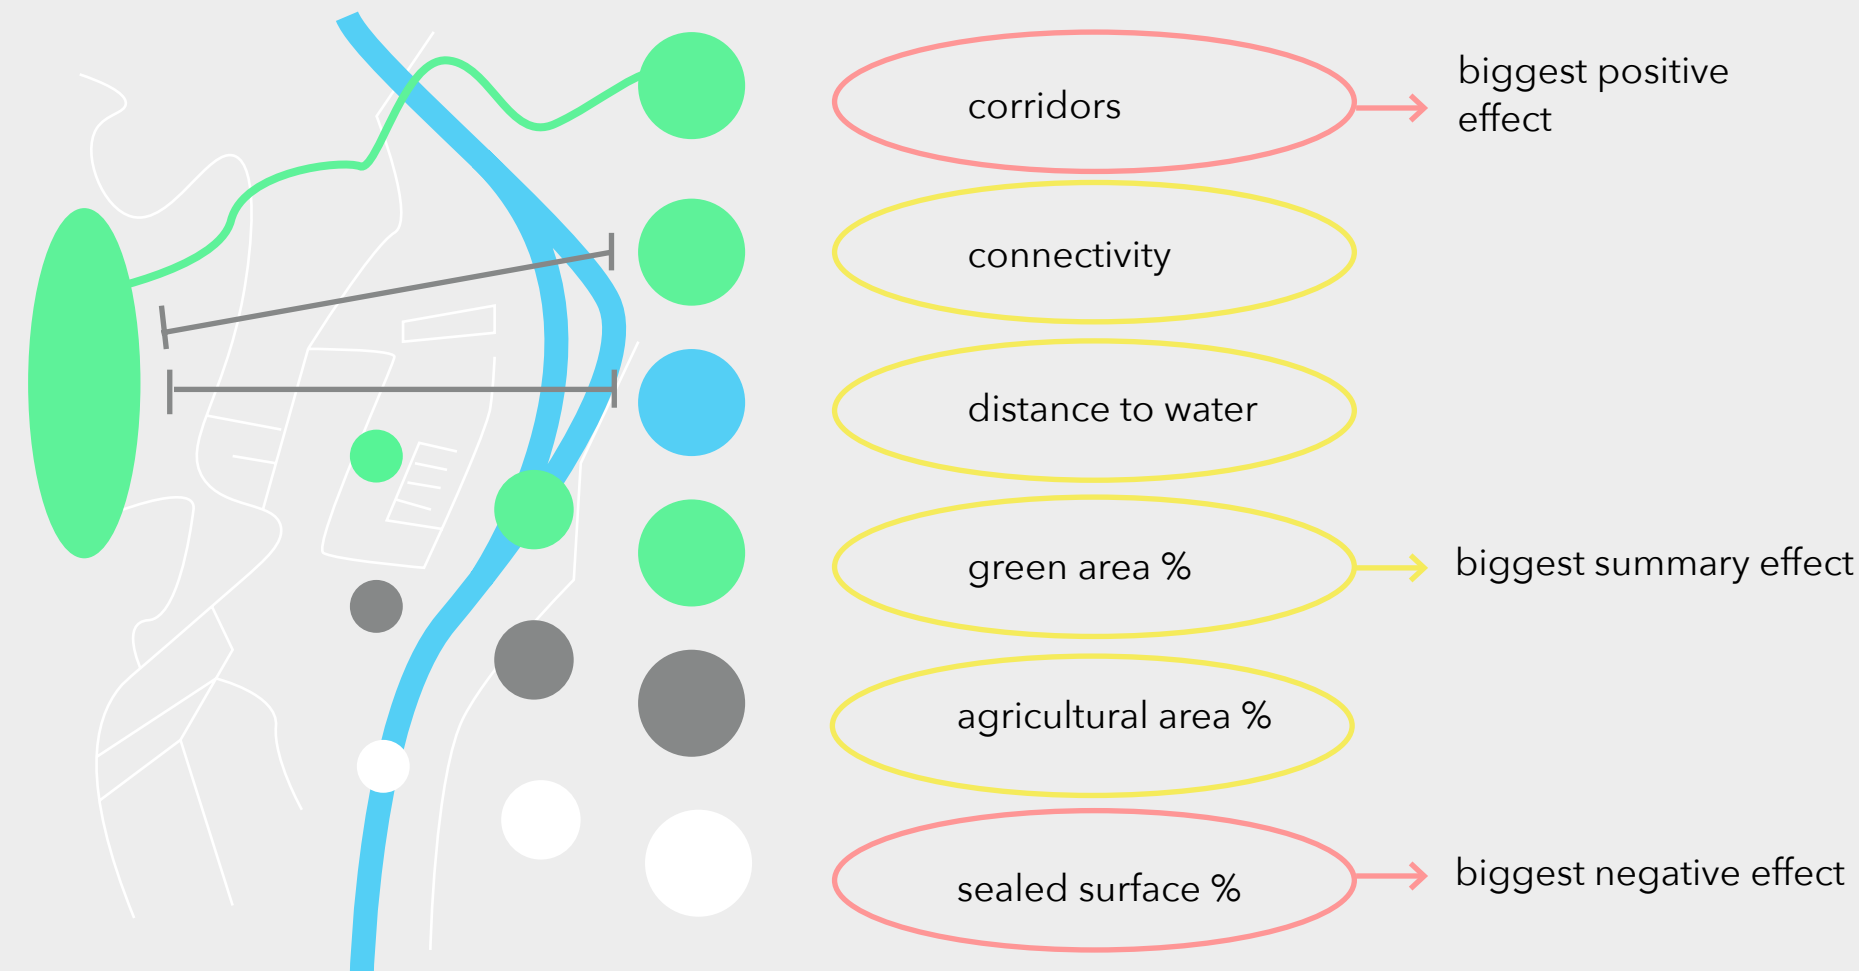 corridors
biggest positive
effect
connectivity
distance to water
green area %
biggest summary effect
agricultural area %
sealed surface %
biggest negative effect